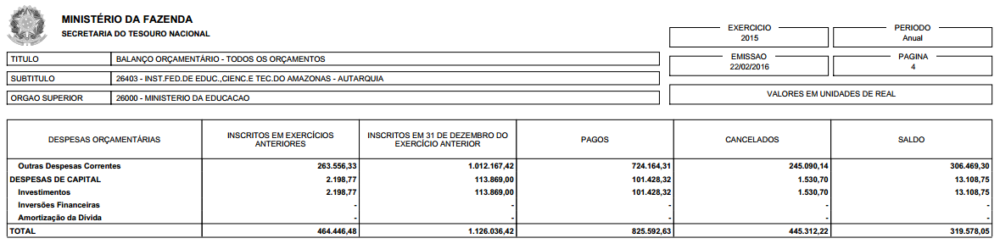 MINISTÉRIO DA FAZENDA
SECRETARIA DO TESOURO NACIONAL
EXERCICIO
2015
PERIODO
Anual
EMISSAO
22/02/2016
PAGINA
4
VALORES EM UNIDADES DE REAL
TITULO BALANÇO ORÇAMENTÁRIO - TODOS OS ORÇAMENTOS
SUBTITULO 26403 - INST.FED.DE EDUC.,CIENC.E TEC.DO AMAZONAS - AUTARQUIA
ORGAO SUPERIOR 26000 - MINISTERIO DA EDUCACAO
DESPESAS ORÇAMENTÁRIAS
INSCRITOS EM EXERCÍCIOS
ANTERIORES
INSCRITOS EM 31 DE DEZEMBRO DO
EXERCÍCIO ANTERIOR
PAGOS
CANCELADOS
SALDO
Outras Despesas Correntes 263.556,33 1.012.167,42 724.164,31 245.090,14 306.469,30
DESPESAS DE CAPITAL 2.198,77 113.869,00 101.428,32 1.530,70 13.108,75
Investimentos 2.198,77 113.869,00 101.428,32 1.530,70 13.108,75
Inversões Financeiras - - - - -
Amortização da Dívida - - - - -
TOTAL 464.446,48 1.126.036,42 825.592,63 445.312,22 319.578,05